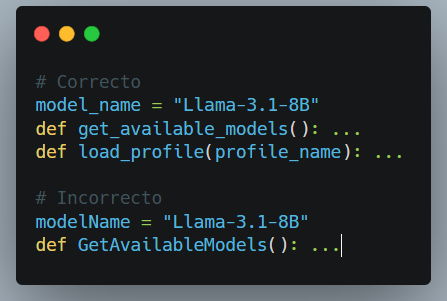 # Correcto
model_name = "Llama-3.1-8B"
def get_available_models(): ...
def load_profile(profile_name): ...
# Incorrecto
modelName = "Llama-3.1-8B"
def GetAvailableModels(): ...